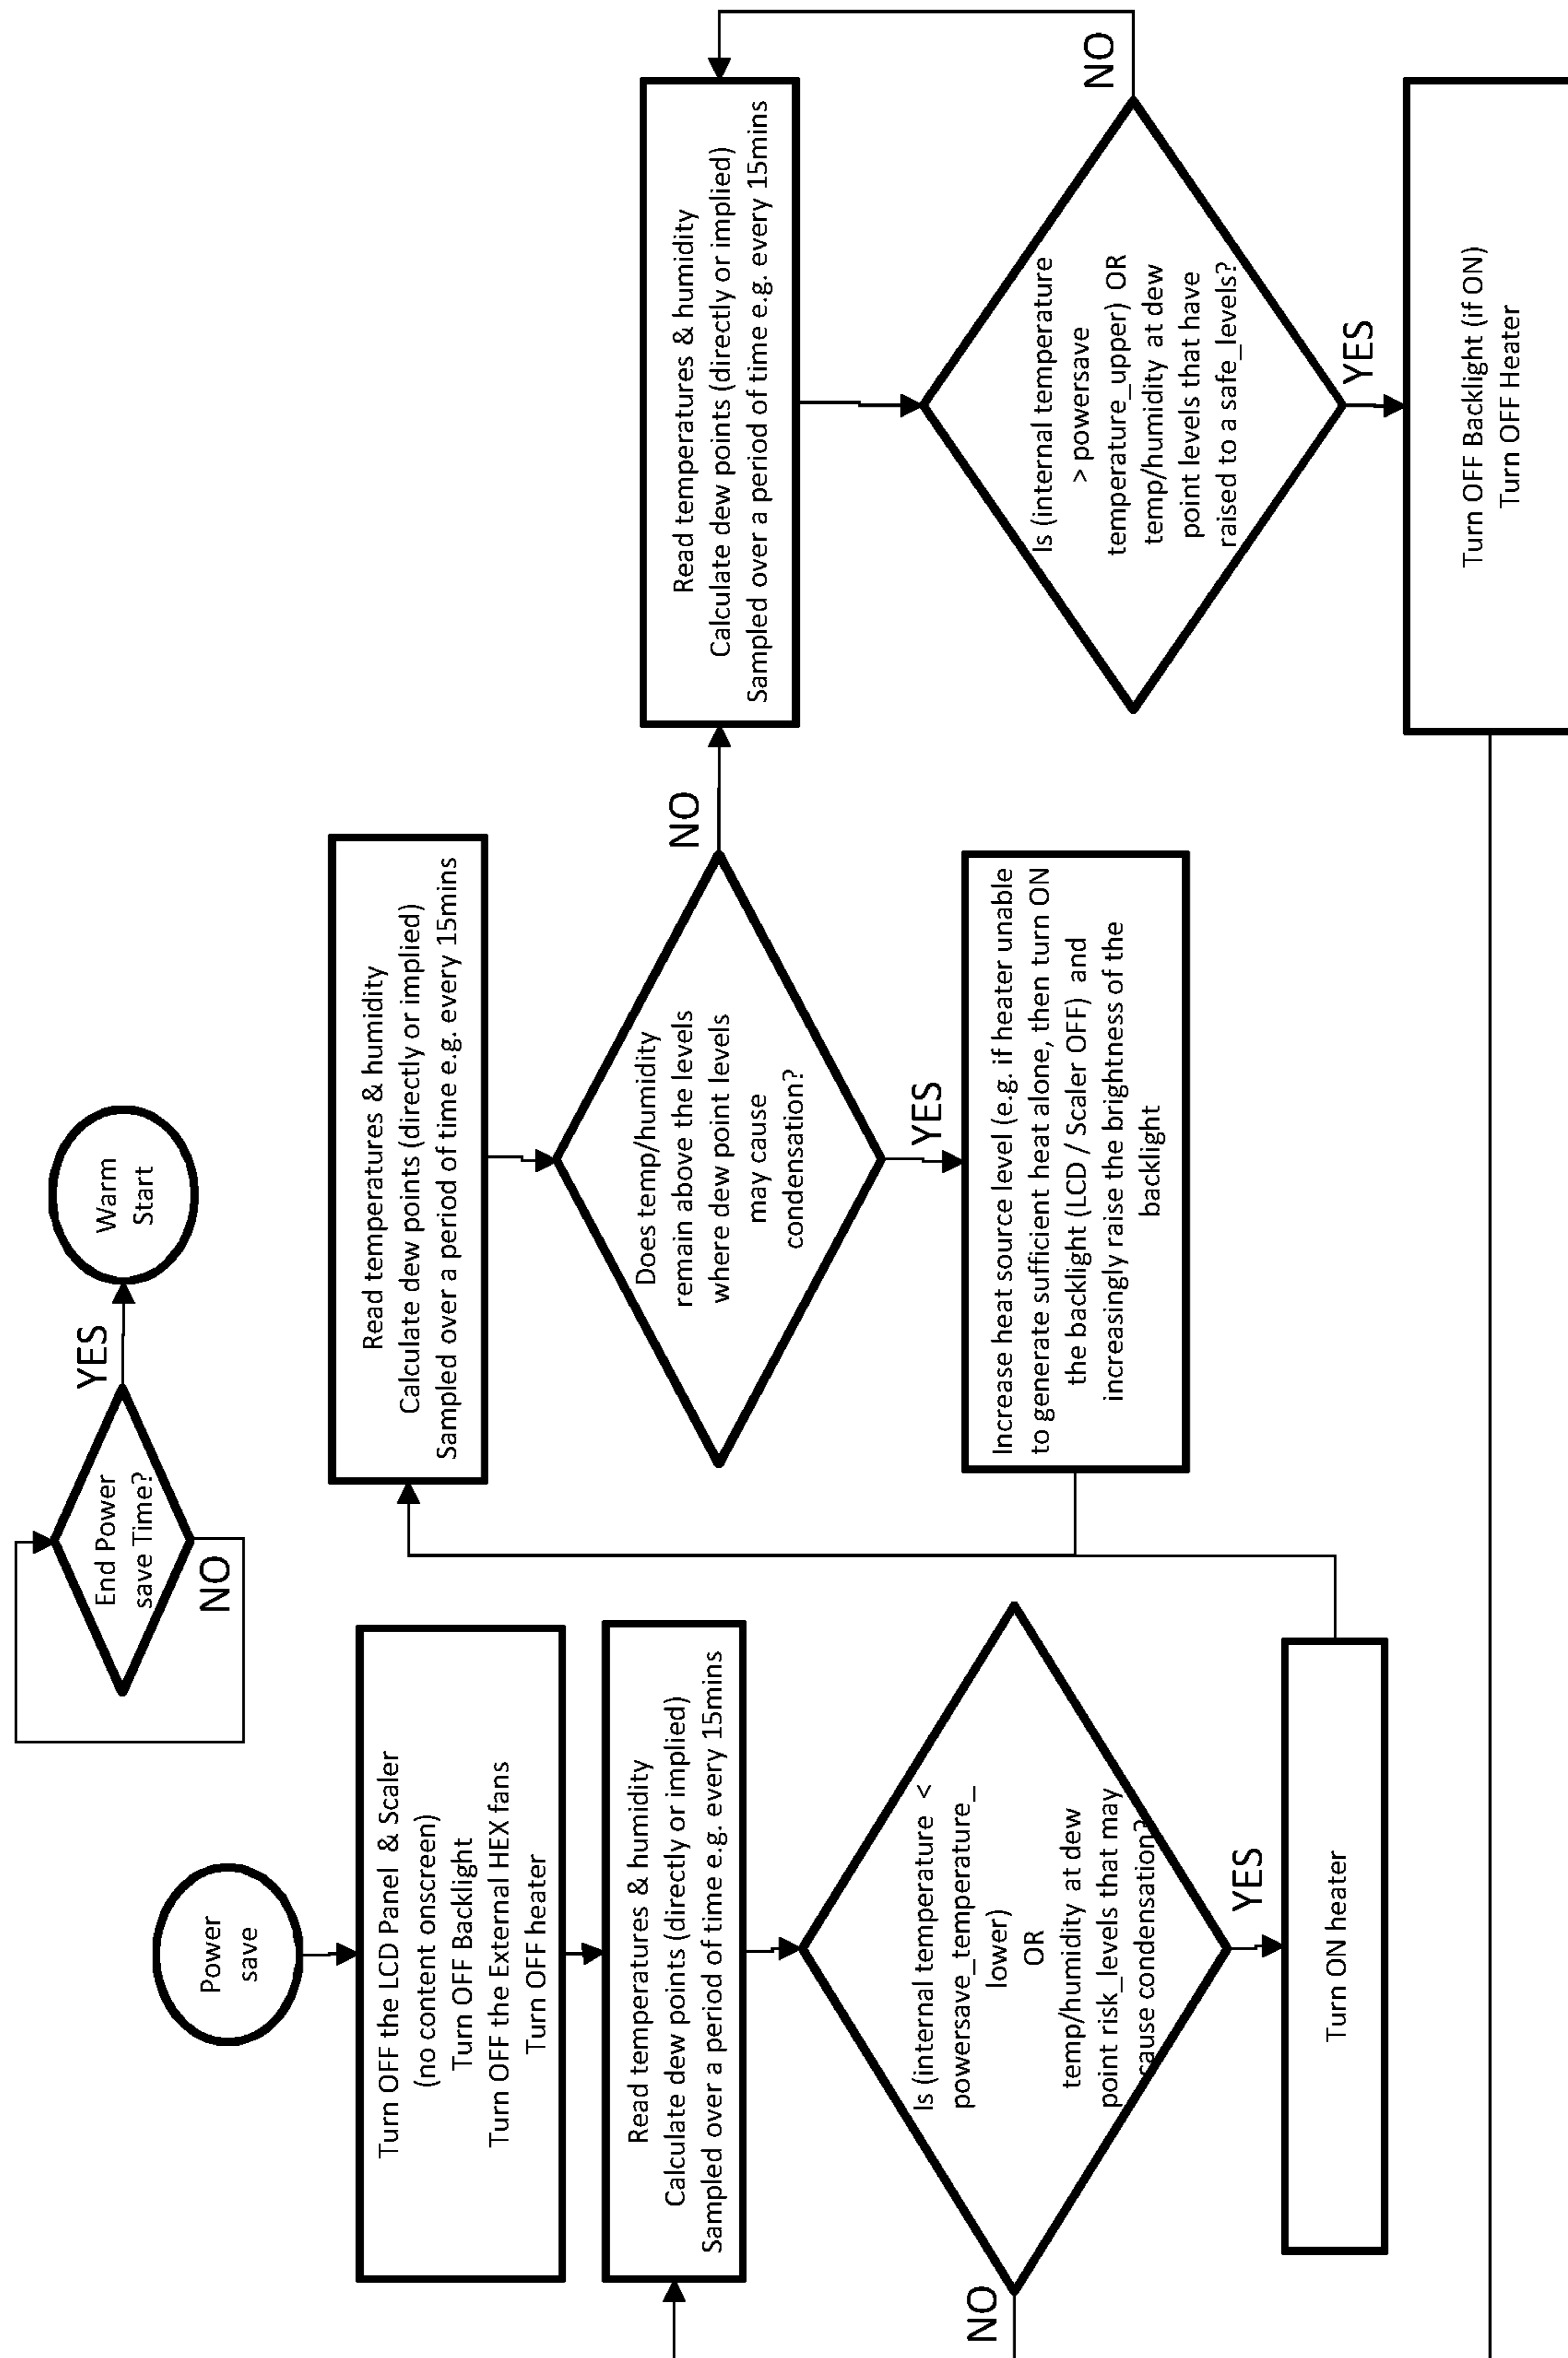 Power
save
Turn OFF the LCD Panel & Scaler
(no content onscreen)
Turn OFF Backlight
Turn OFF the External HEX fans
Turn OFF heater
Read temperatures & humidity
Calculate dew points (directly or implied)
Sampled over a period of time e.g. every 15mins
Is (internal temperature <
powersave_temperature_
lower)
OR
temp/humidity at dew
point risk_levels that may
cause condensation?
NO
YES
Turn ON heater
End Power
save Time?
NO
YES
Warm
Start
Read temperatures & humidity
Calculate dew points (directly or implied)
Sampled over a period of time e.g. every 15mins
Does temp/humidity
remain above the levels
where dew point levels
may cause
condensation?
NO
YES
Increase heat source level (e.g. if heater unable
to generate sufficient heat alone, then turn ON
the backlight (LCD / Scaler OFF) and
increasingly raise the brightness of the
backlight
Read temperatures & humidity
Calculate dew points (directly or implied)
Sampled over a period of time e.g. every 15mins
Is (internal temperature
> powersave
temperature_upper) OR
temp/humidity at dew
point levels that have
raised to a safe_levels?
NO
YES
Turn OFF Backlight (if ON)
Turn OFF Heater